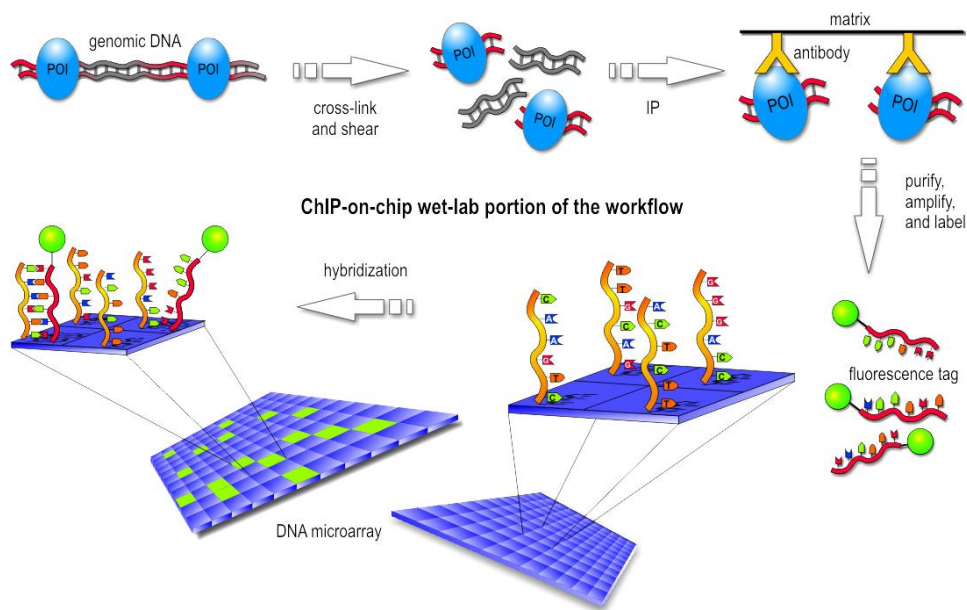 genomic DNA
POI
POI
cross-link
and shear
POI
POI
IP
matrix
antibody
POI
POI
purify,
amplify,
and label
ChIP-on-chip wet-lab portion of the workflow
hybridization
C
A
A
G
T
C
T
T
G
C
A
G
A
C
T
C
T
T
G
G
G
A
C
C
fluorescence tag
DNA microarray